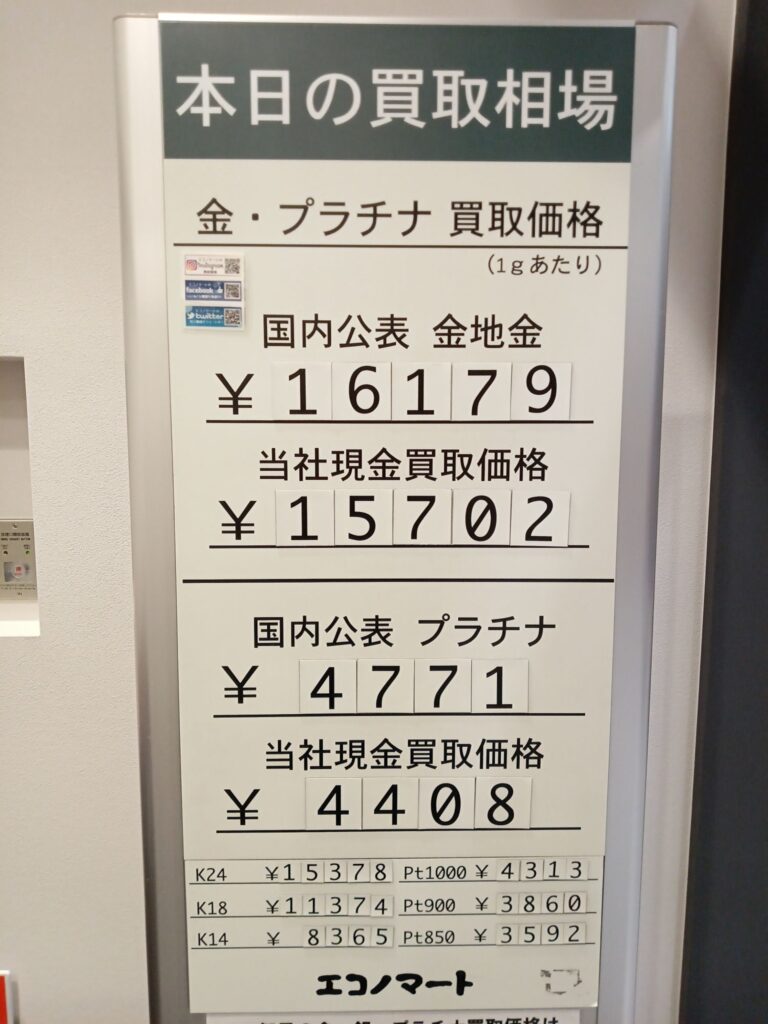 本日の買取相場
金・プラチナ 買取価格
(1gあたり)
Instagram
facebook
twitter
国内公表 金地金
¥16179
当社現金買取価格
¥15702
国内公表 プラチナ
¥4771
当社現金買取価格
¥4408
K24 ¥15378 Pt1000 ¥4313
K18 ¥11374 Pt900 ¥3860
K14 ¥8365 Pt850 ¥3592
エコノマート